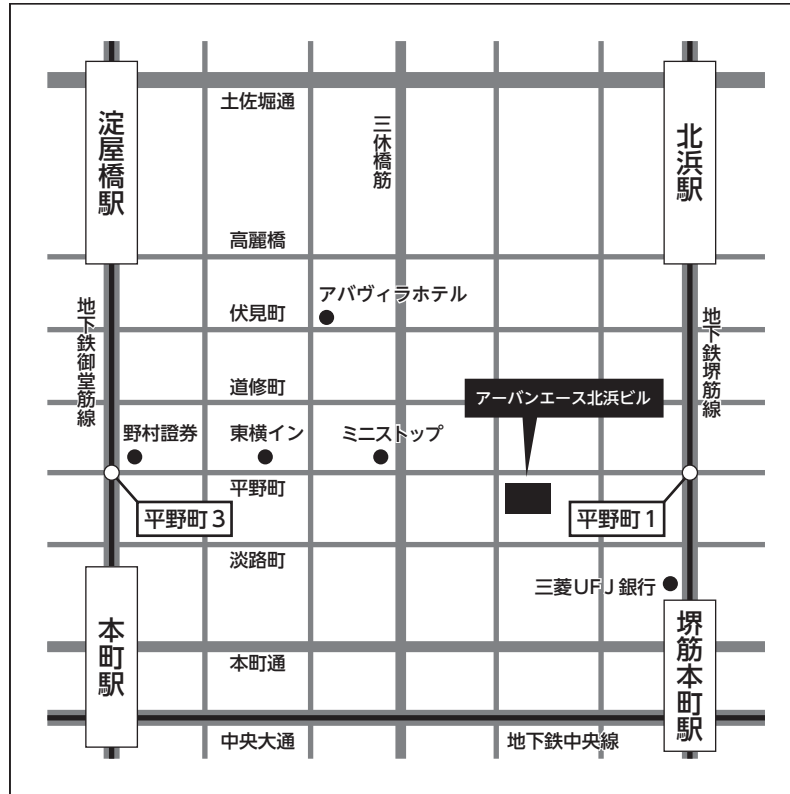 土佐堀通
淀屋橋駅
三休橋筋
北浜駅
高麗橋
アバヴィラホテル
伏見町
地下鉄御堂筋線
地下鉄堺筋線
道修町
アーバンエース北浜ビル
野村證券
東横イン
ミニストップ
平野町
平野町3
平野町1
淡路町
三菱UFJ銀行
本町駅
堺筋本町駅
本町通
中央大通
地下鉄中央線